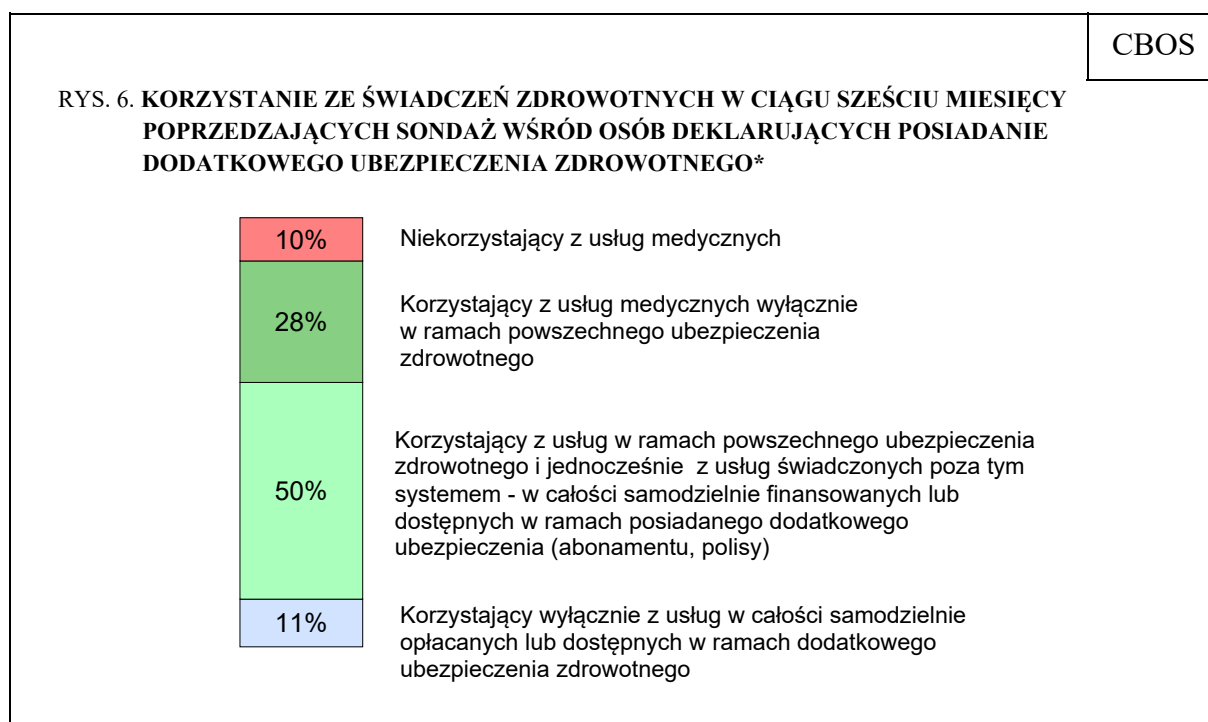 CBOS
RYS. 6. KORZYSTANIE ZE ŚWIADCZEŃ ZDROWOTNYCH W CIĄGU SZEŚCIU MIESIĘCY
POPRZEDZAJĄCYCH SONDAŻ WŚRÓD OSÓB DEKLARUJĄCYCH POSIADANIE
DODATKOWEGO UBEZPIECZENIA ZDROWOTNEGO*
10%
Niekorzystający z usług medycznych
28%
Korzystający z usług medycznych wyłącznie
w ramach powszechnego ubezpieczenia
zdrowotnego
50%
Korzystający z usług w ramach powszechnego ubezpieczenia
zdrowotnego i jednocześnie z usług świadczonych poza tym
systemem - w całości samodzielnie finansowanych lub
dostępnych w ramach posiadanego dodatkowego
ubezpieczenia (abonamentu, polisy)
11%
Korzystający wyłącznie z usług w całości samodzielnie
opłacanych lub dostępnych w ramach dodatkowego
ubezpieczenia zdrowotnego